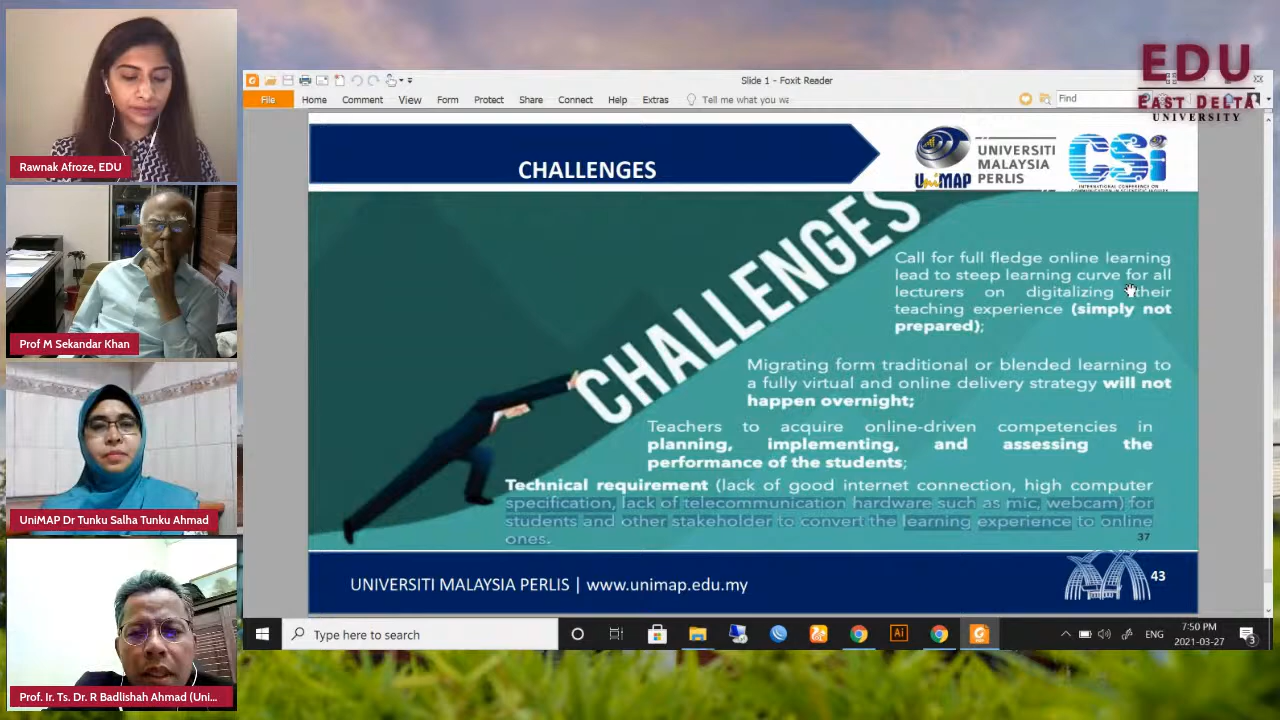 Rawnak Afroze, EDU
Prof M Sekandar Khan
UniMAP Dr Tunku Salha Tunku Ahmad
Prof. Ir. Ts. Dr. R Badlishah Ahmad (Uni...
EDU
EAST DELTA
UNIVERSITY
Slide 1 - Foxit Reader
File Home Comment View Form Protect Share Connect Help Extras Tell me what you wa Find
CHALLENGES
UniMAP
UNIVERSITI
MALAYSIA
PERLIS
CSi
INTERNATIONAL CONFERENCE ON
CHALLENGES
Call for full fledge online learning
lead to steep learning curve for all
lecturers on digitalizing their
teaching experience (simply not
prepared);
Migrating form traditional or blended learning to
a fully virtual and online delivery strategy will not
happen overnight;
Teachers to acquire online-driven competencies in
planning, implementing, and assessing the
performance of the students;
Technical requirement (lack of good internet connection, high computer
specification, lack of telecommunication hardware such as mic, webcam) for
students and other stakeholder to convert the learning experience to online
ones.
37
UNIVERSITI MALAYSIA PERLIS | www.unimap.edu.my
43
Type here to search
Ai
ENG
7:50 PM
2021-03-27
3